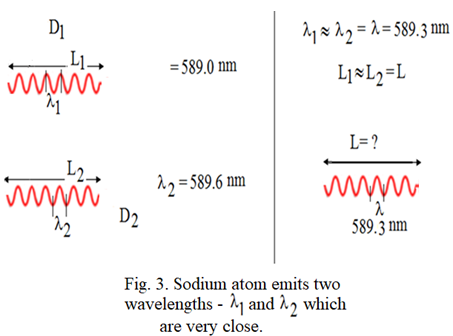 D1
L1
λ1
= 589.0 nm
L2
λ2
λ2 = 589.6 nm
D2
λ1 ≈ λ2 = λ = 589.3 nm
L1≈L2=L
L=?
λ
589.3 nm
Fig. 3. Sodium atom emits two
wavelengths - λ1 and λ2 which
are very close.